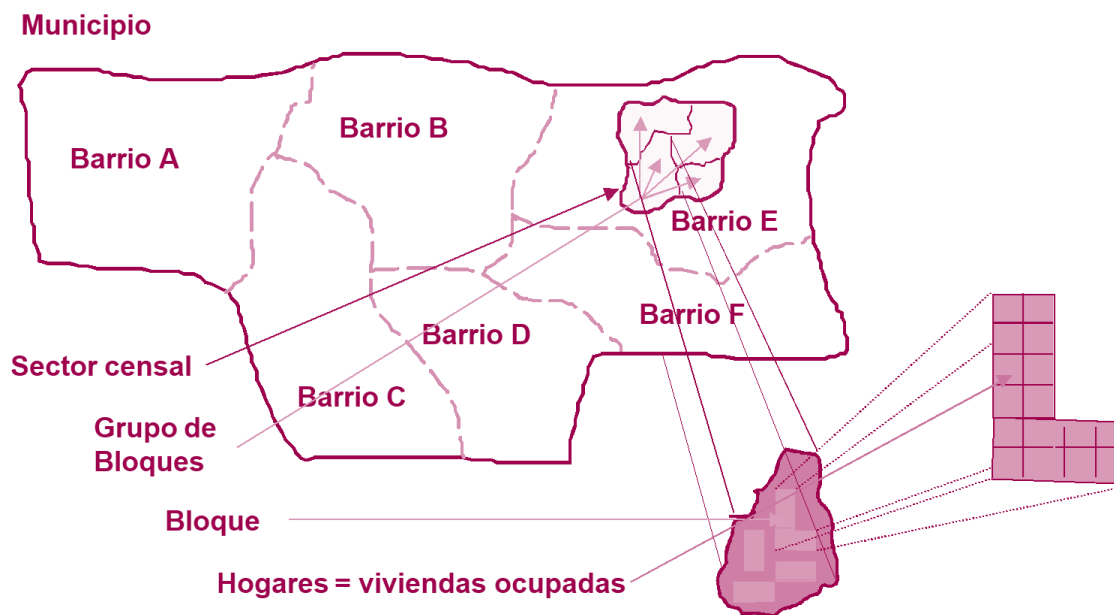 Municipio
Barrio A
Barrio B
Barrio E
Barrio F
Barrio D
Sector censal
Barrio C
Grupo de
Bloques
Bloque
Hogares = viviendas ocupadas